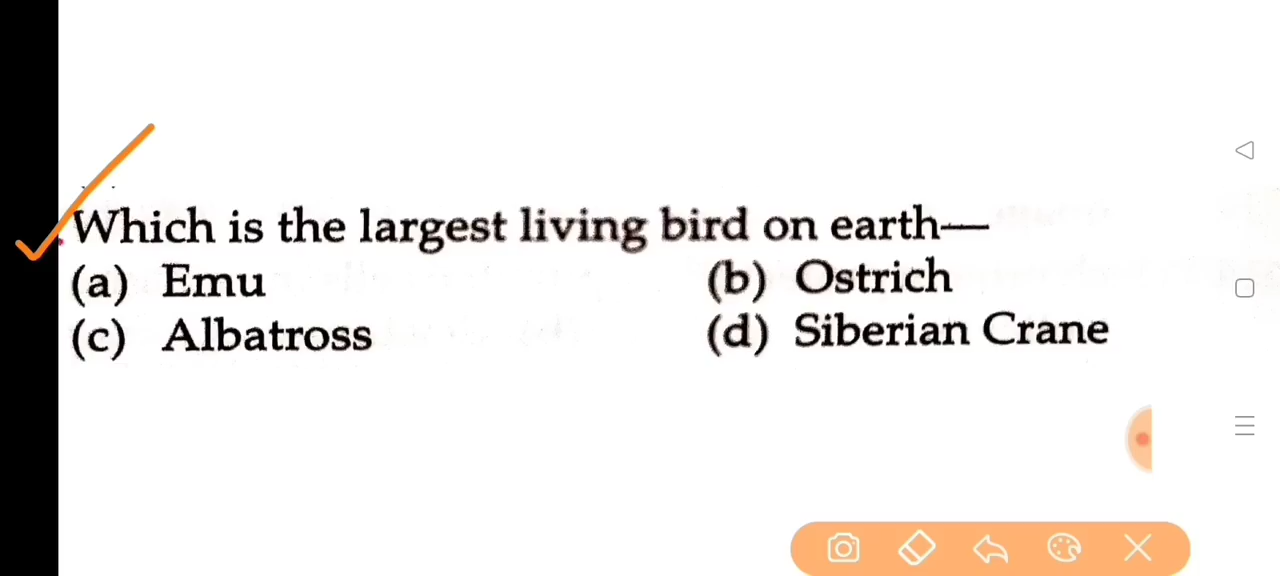 Which is the largest living bird on earth—
(a) Emu (b) Ostrich
(c) Albatross (d) Siberian Crane